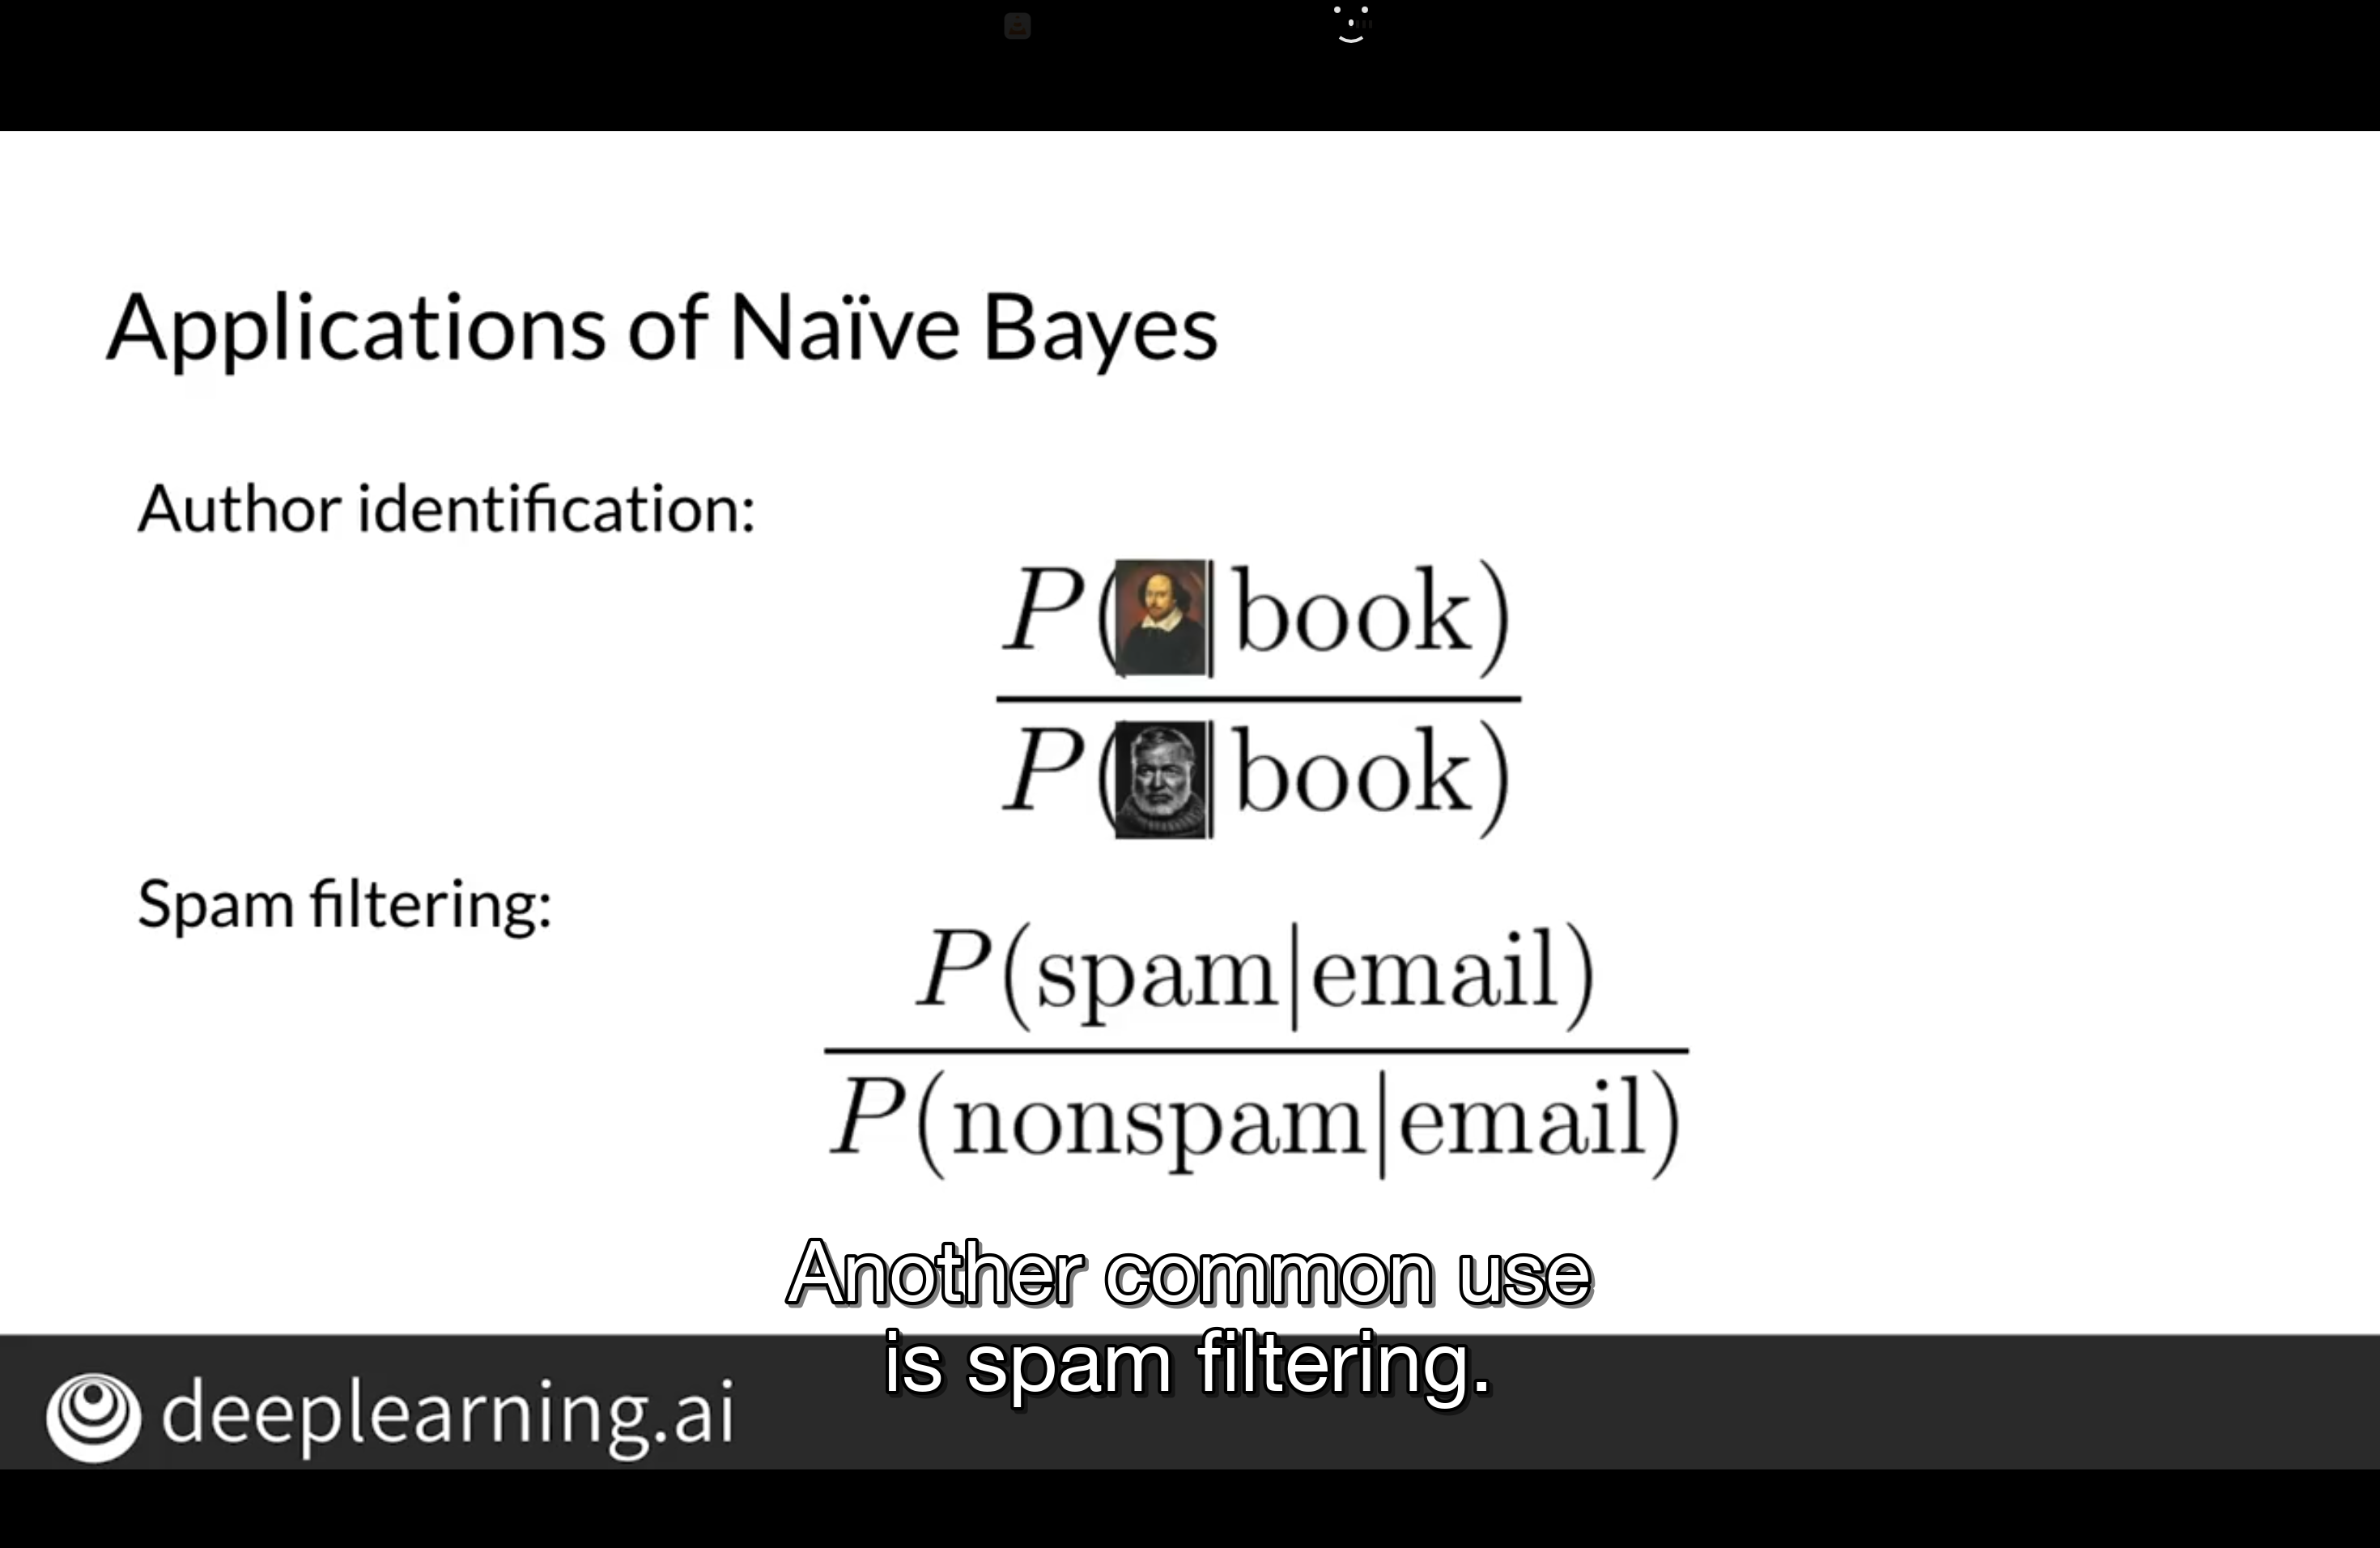 Applications of Naïve Bayes
Author identification:
P( | book)
P( | book)
Spam filtering:
P(spam|email)
P(nonspam|email)
Another common use
is spam filtering.
deeplearning.ai